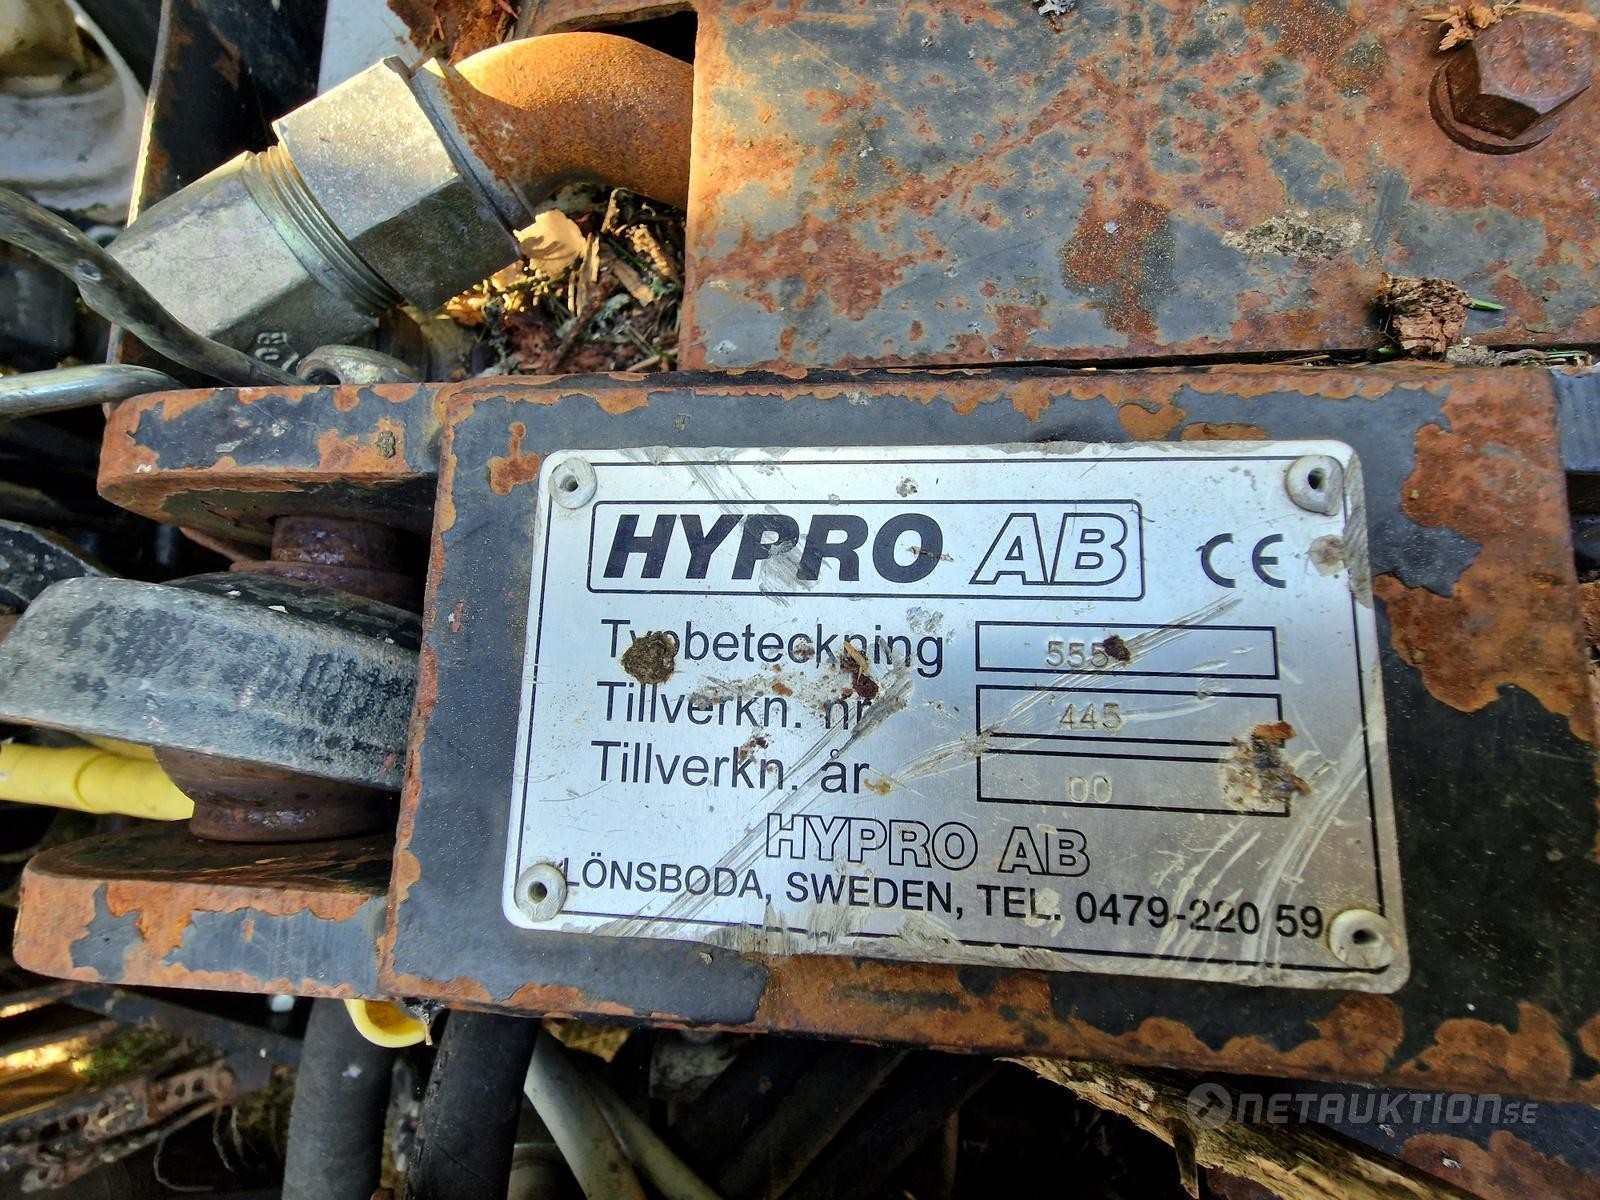 HYPRO AB CE
Typbeteckning 555
Tillverkn. nr 445
Tillverkn. år 00
HYPRO AB
LÖNSBODA, SWEDEN, TEL. 0479-220 59
NETAUKTION.SE